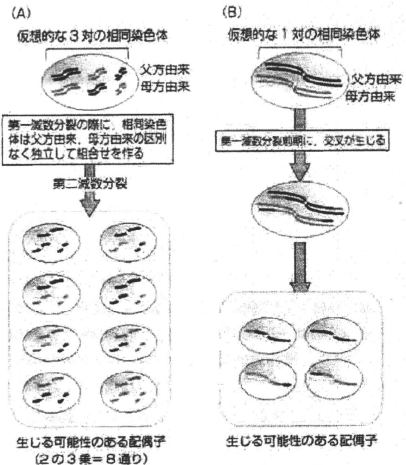 (A)
仮想的な3対の相同染色体
父方由来
母方由来
第一減数分裂の際に，相同染色
体は父方由来，母方由来の区別
なく独立して組合せを作る
第二減数分裂
生じる可能性のある配偶子
(2の3乗=8通り)
(B)
仮想的な1対の相同染色体
父方由来
母方由来
第一減数分裂前期に，交叉が生じる
生じる可能性のある配偶子